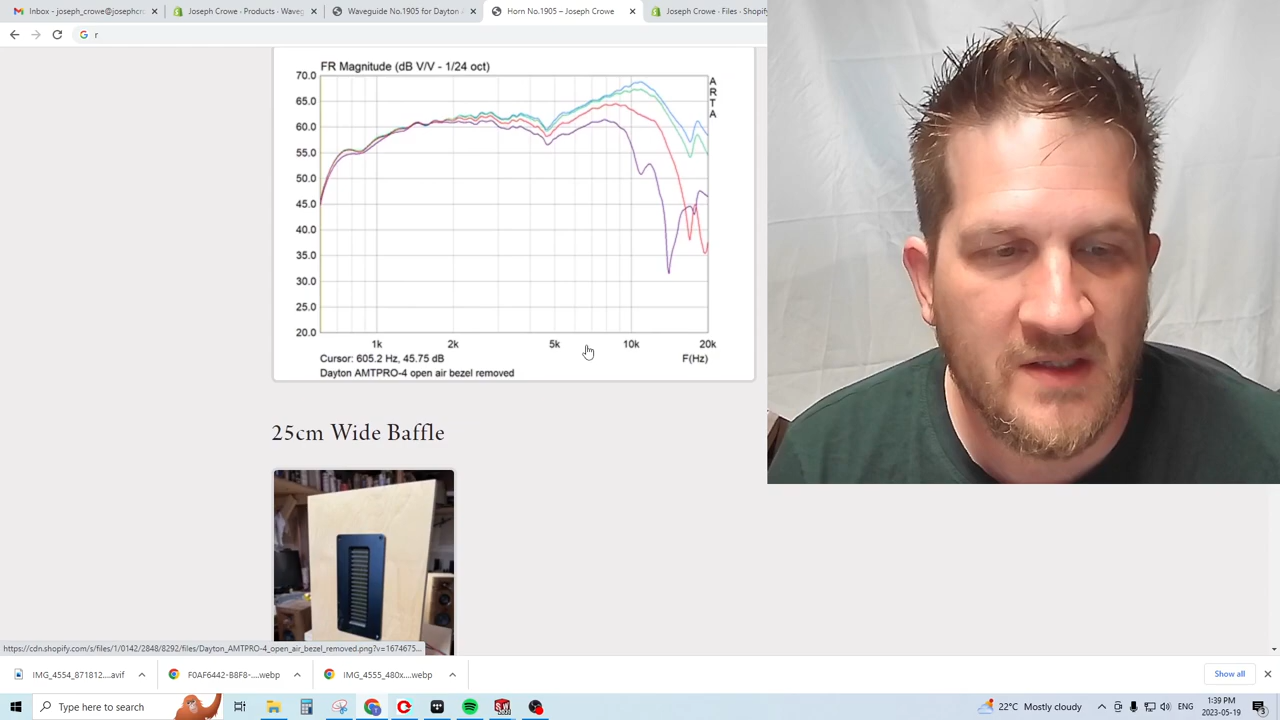 Inbox - joseph_crowe@josephcr
Joseph Crowe - Products · Waveg
Waveguide No.1905 for Dayton
Horn No.1905 – Joseph Crowe
Joseph Crowe - Files · Shopify
r
FR Magnitude (dB V/V - 1/24 oct)
70.0
65.0
60.0
55.0
50.0
45.0
40.0
35.0
30.0
25.0
20.0
A
R
T
A
1k 2k 5k 10k 20k
Cursor: 605.2 Hz, 45.75 dB F(Hz)
Dayton AMTPRO-4 open air bezel removed
25cm Wide Baffle
https://cdn.shopify.com/s/files/1/0142/2848/8292/files/Dayton_AMTPRO-4_open_air_bezel_removed.png?v=1674675...
IMG_4554_871812....avif
F0AF6442-B8F8-....webp
IMG_4555_480x....webp
Show all
Type here to search
22°C Mostly cloudy
ENG
1:39 PM
2023-05-19
3